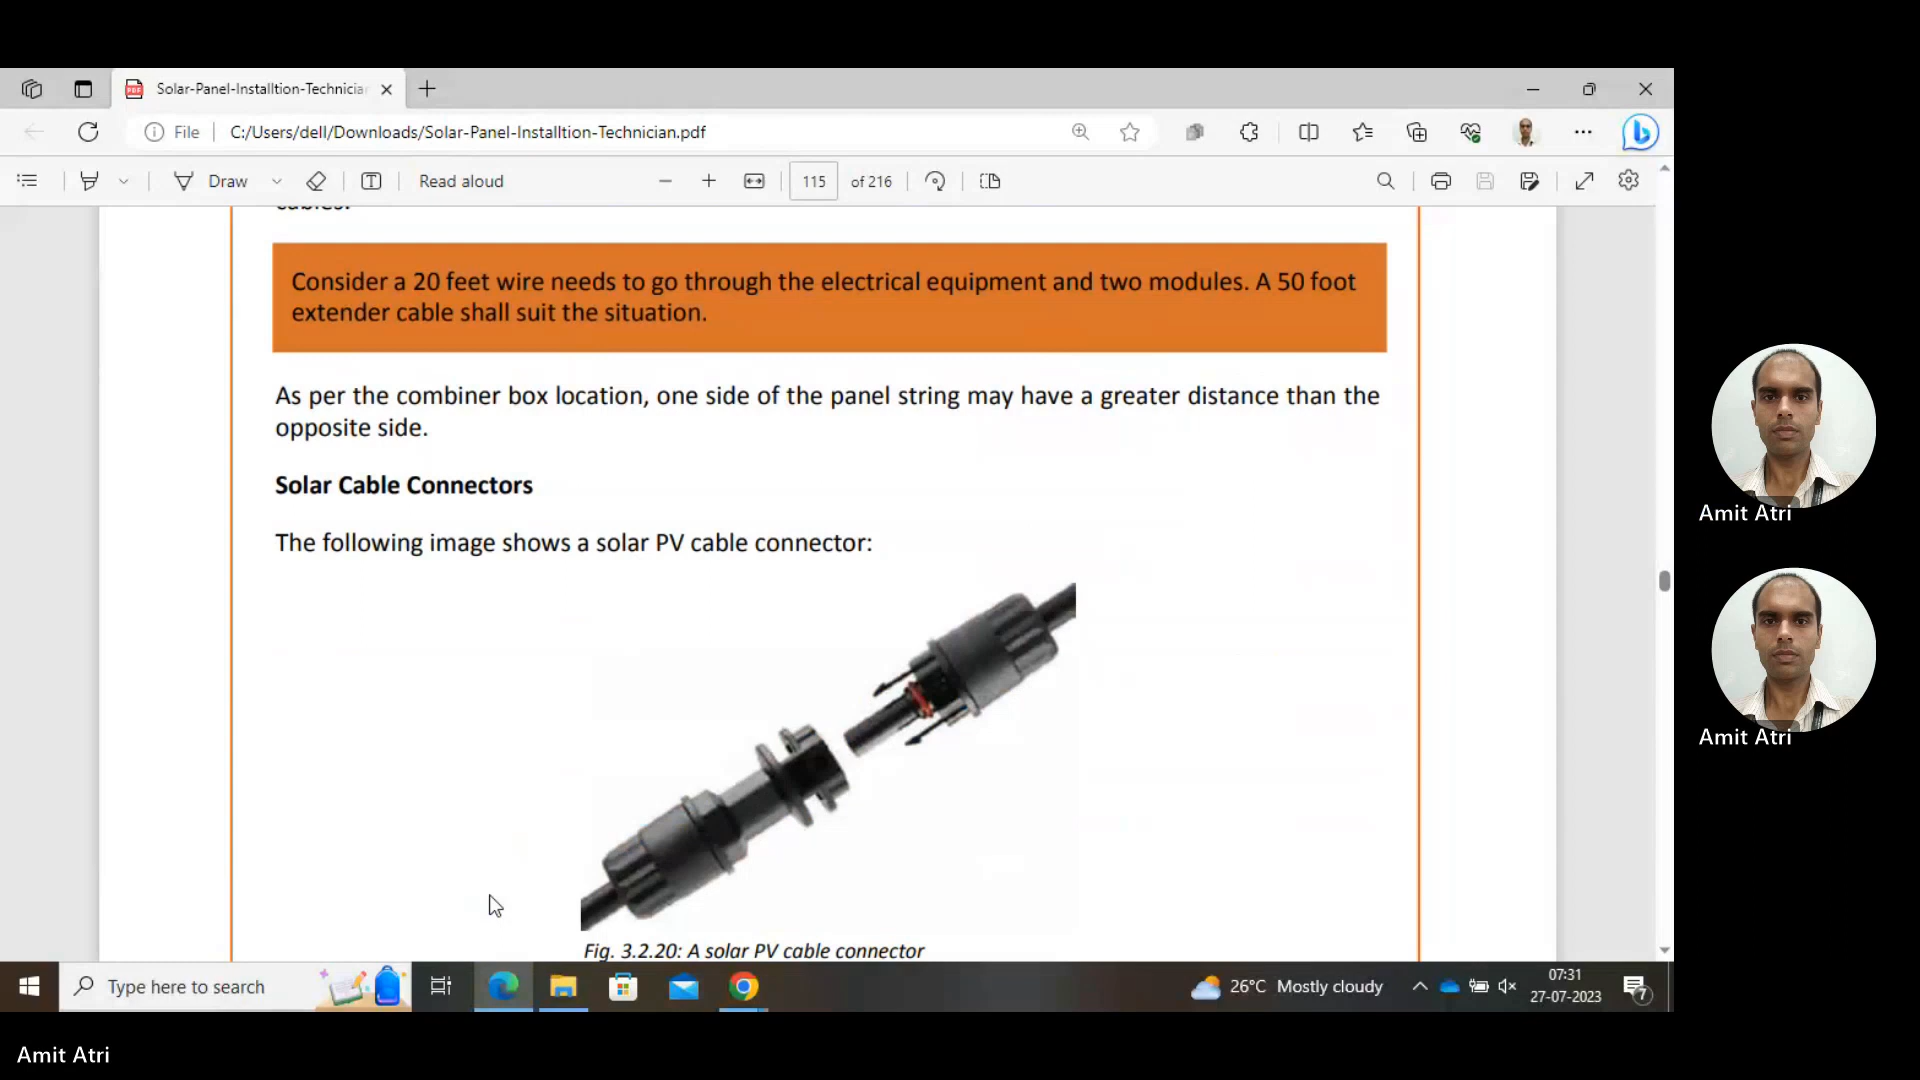 Solar-Panel-Installtion-Technicia
File
C:/Users/dell/Downloads/Solar-Panel-Installtion-Technician.pdf
Draw
Read aloud
115
of 216
cables.
Consider a 20 feet wire needs to go through the electrical equipment and two modules. A 50 foot
extender cable shall suit the situation.
As per the combiner box location, one side of the panel string may have a greater distance than the
opposite side.
Solar Cable Connectors
The following image shows a solar PV cable connector:
Fig. 3.2.20: A solar PV cable connector
Type here to search
26°C Mostly cloudy
07:31
27-07-2023
7
Amit Atri
Amit Atri
Amit Atri